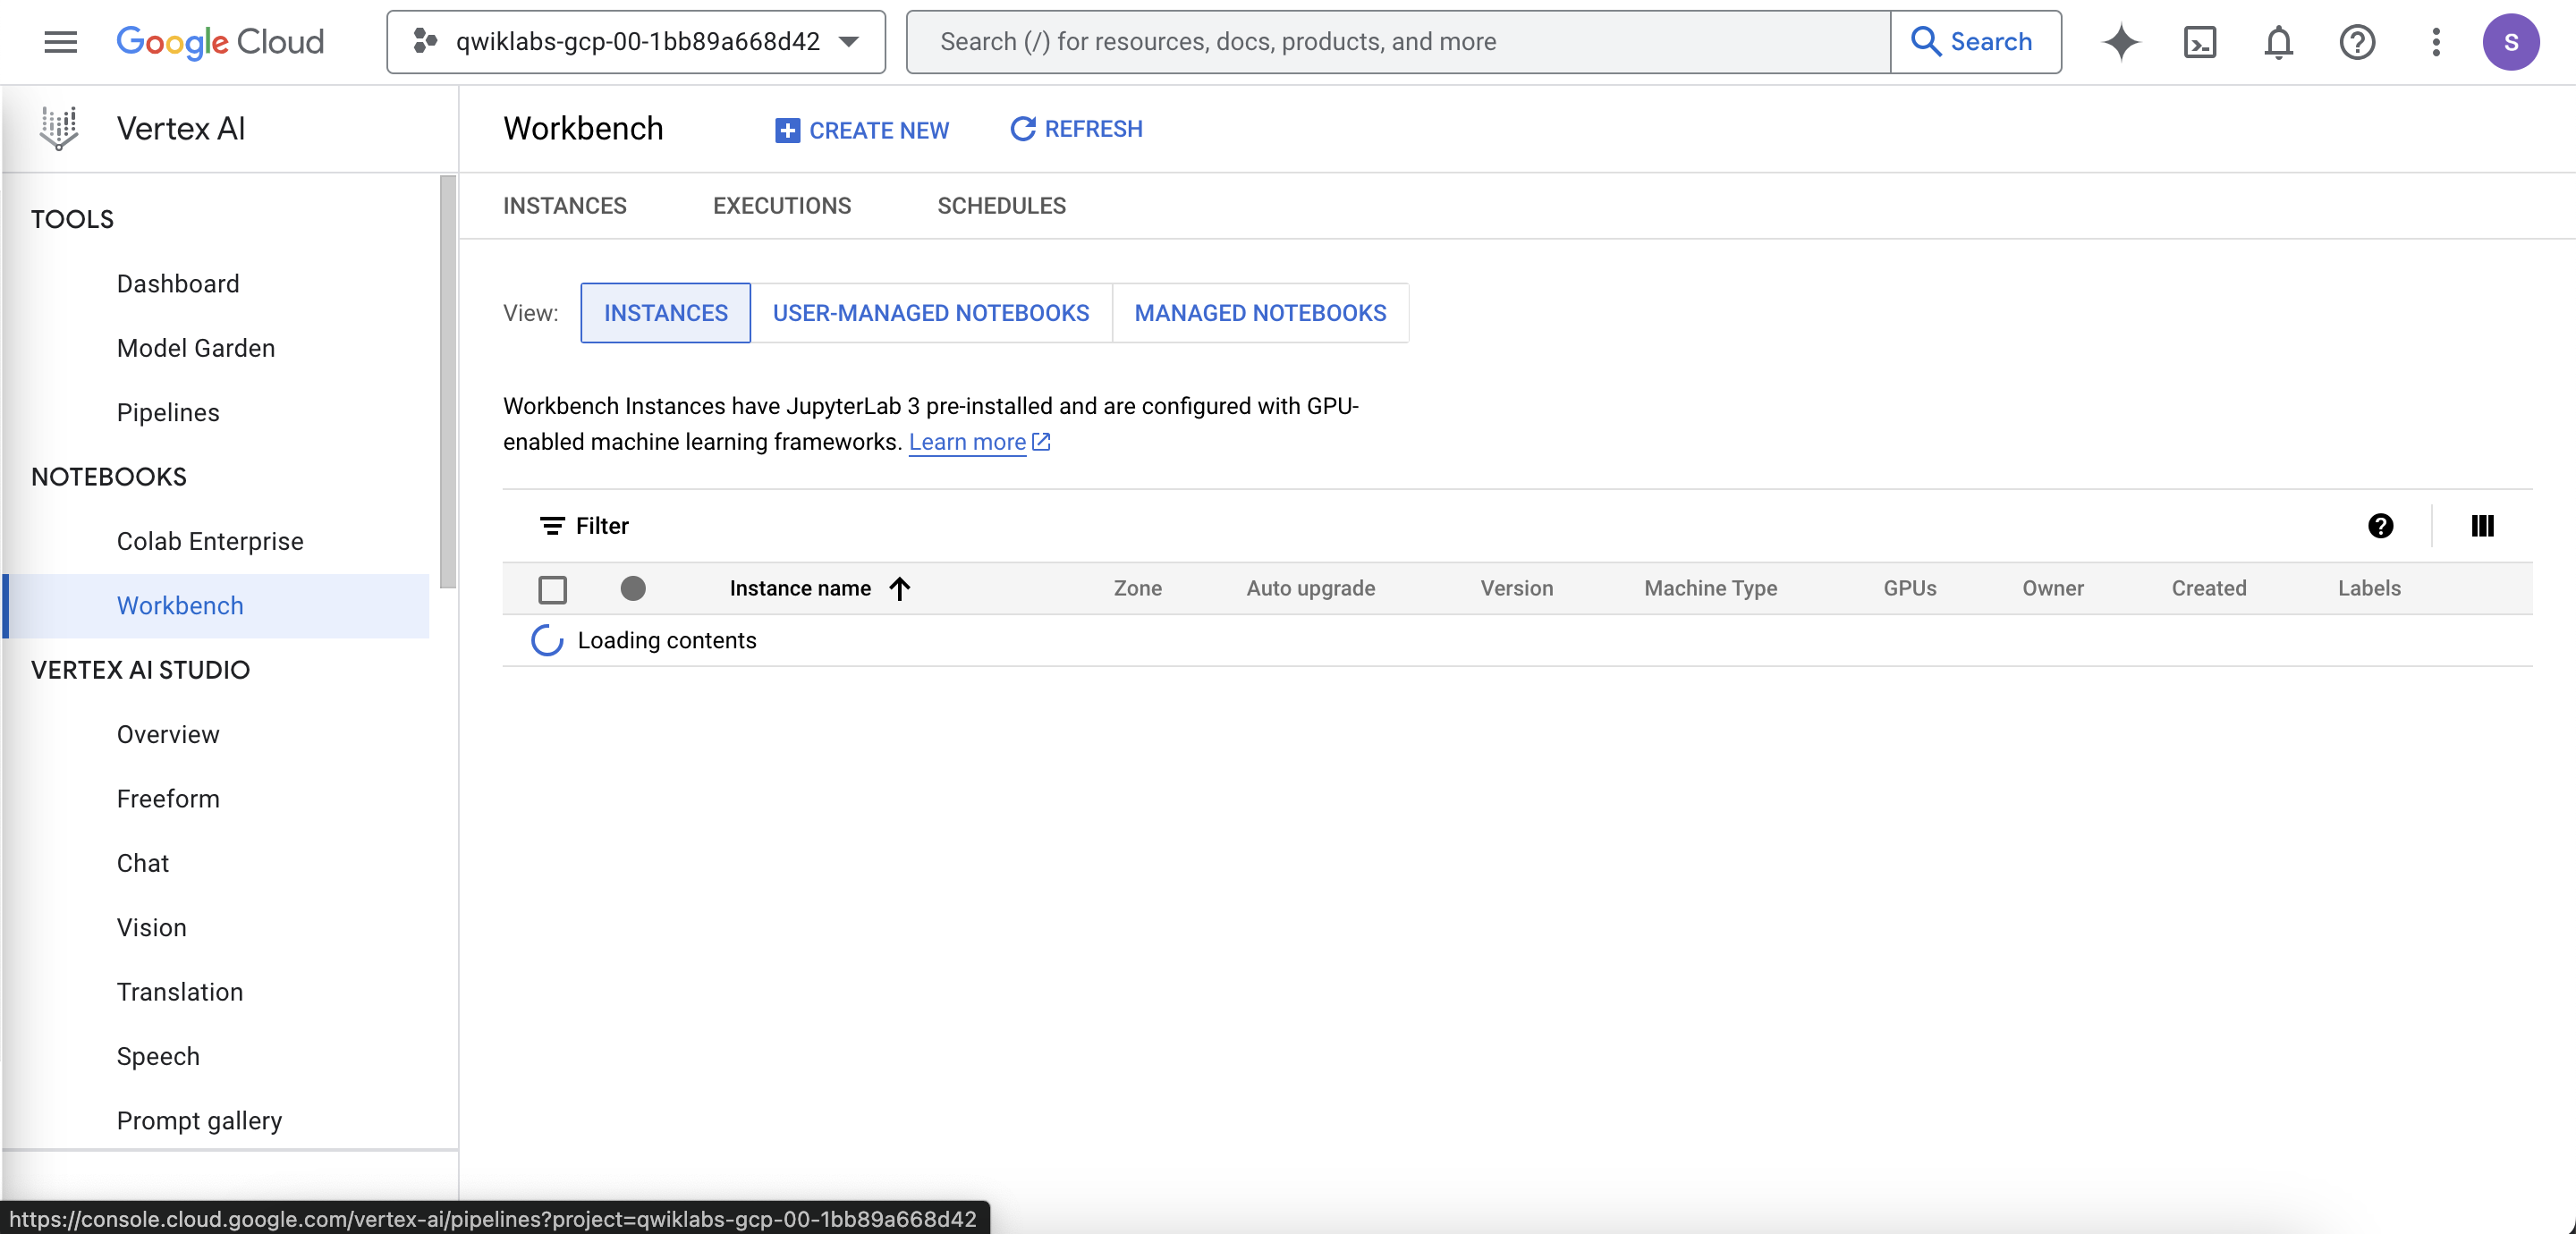 Google Cloud
qwiklabs-gcp-00-1bb89a668d42
Search (/) for resources, docs, products, and more
Search
S
Vertex AI
TOOLS
Dashboard
Model Garden
Pipelines
NOTEBOOKS
Colab Enterprise
Workbench
VERTEX AI STUDIO
Overview
Freeform
Chat
Vision
Translation
Speech
Prompt gallery
Workbench
CREATE NEW
REFRESH
INSTANCES EXECUTIONS SCHEDULES
View: INSTANCES USER-MANAGED NOTEBOOKS MANAGED NOTEBOOKS
Workbench Instances have JupyterLab 3 pre-installed and are configured with GPU-
enabled machine learning frameworks. Learn more
Filter
Instance name Zone Auto upgrade Version Machine Type GPUs Owner Created Labels
Loading contents
https://console.cloud.google.com/vertex-ai/pipelines?project=qwiklabs-gcp-00-1bb89a668d42